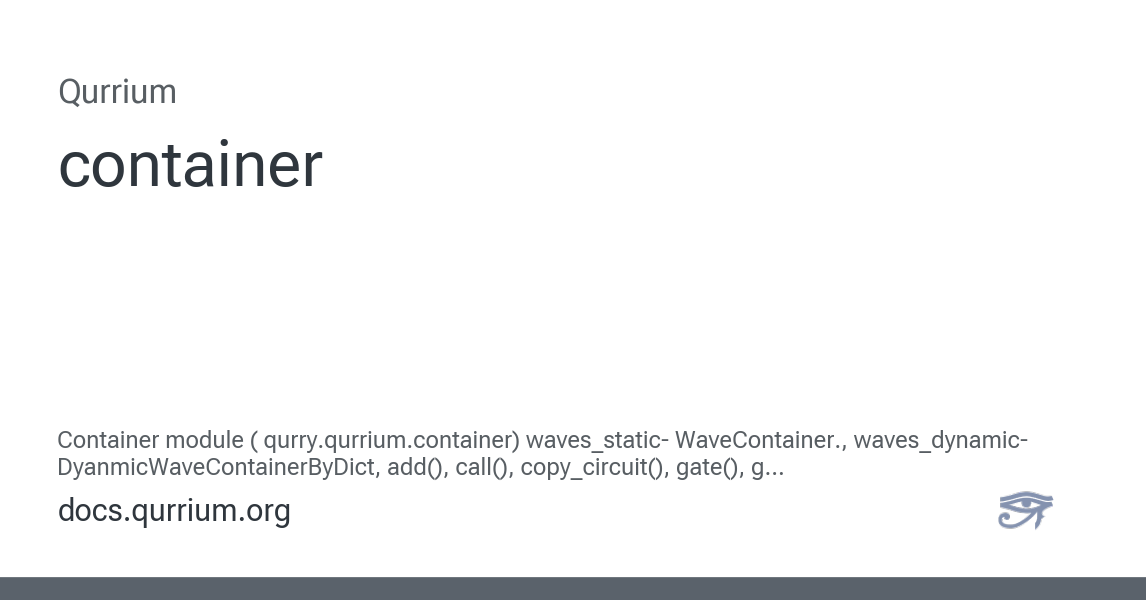 Qurrium
container
Container module ( qurry.qurrium.container) waves_static- WaveContainer., waves_dynamic-
DyanmicWaveContainerByDict, add(), call(), copy_circuit(), gate(), g...
docs.qurrium.org